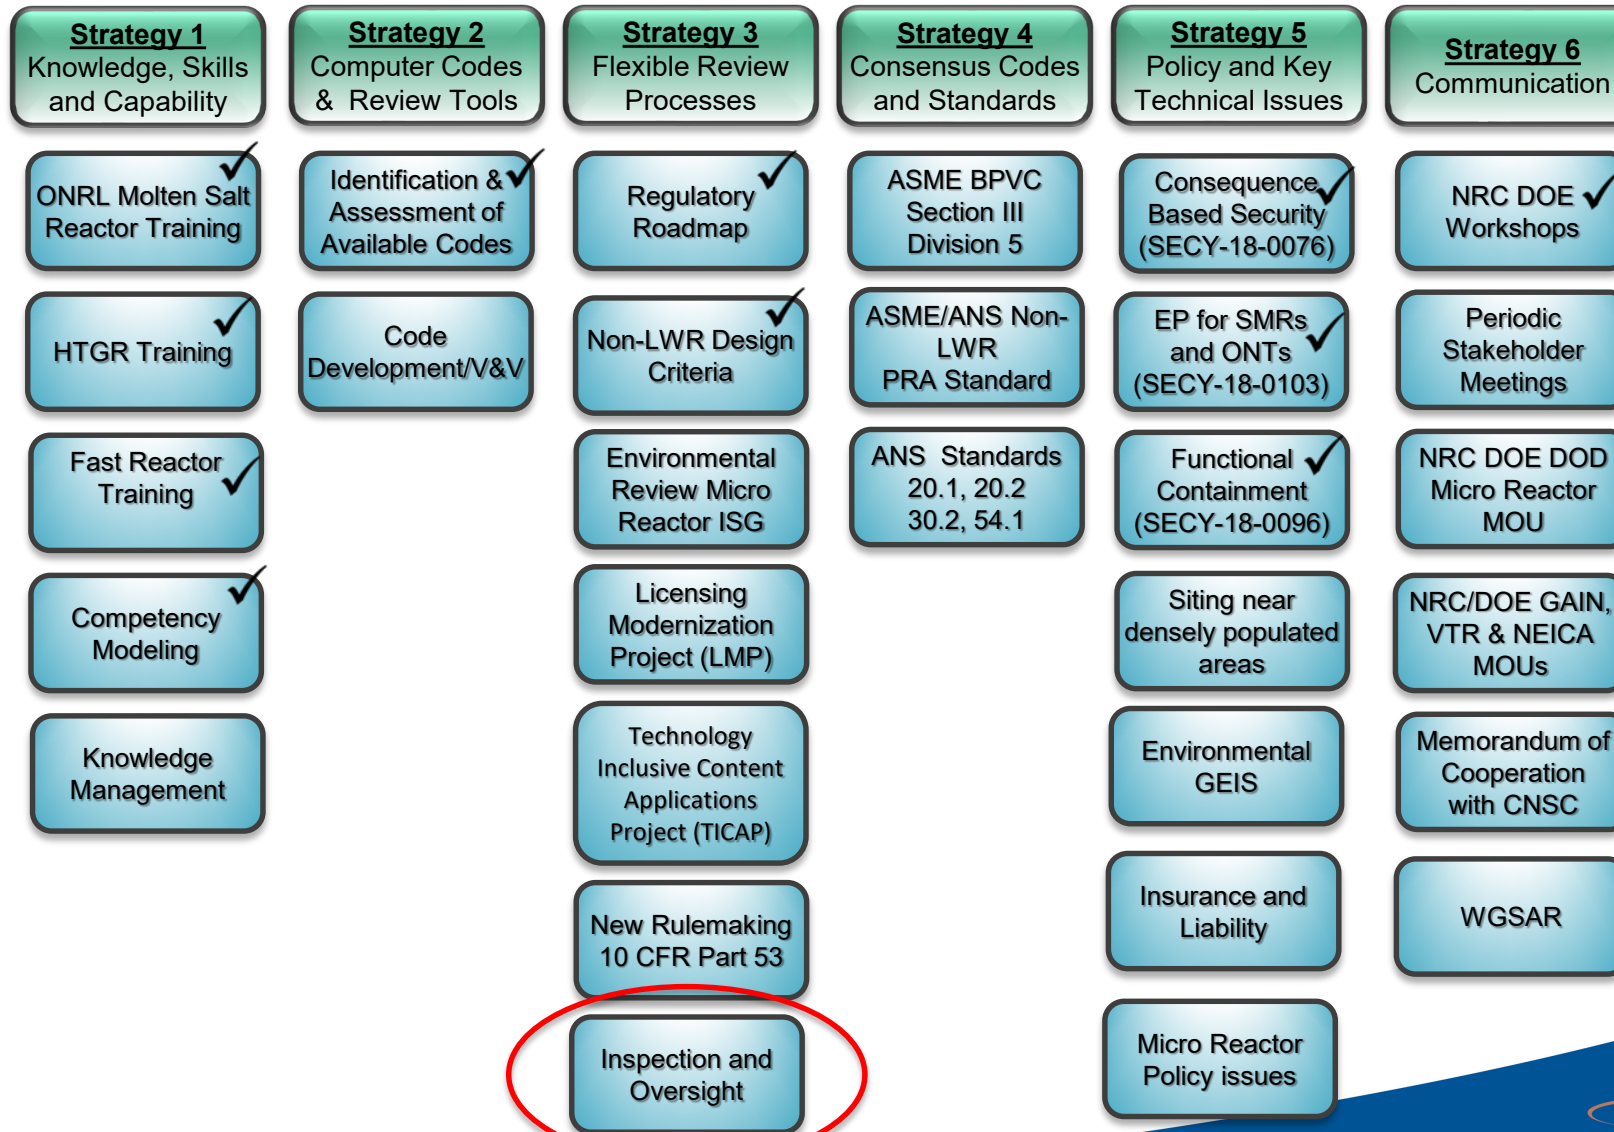 Strategy 1
Knowledge, Skills
and Capability
ONRL Molten Salt
Reactor Training
HTGR Training
Fast Reactor
Training
Competency
Modeling
Knowledge
Management
Strategy 2
Computer Codes
& Review Tools
Identification &
Assessment of
Available Codes
Code
Development/V&V
Strategy 3
Flexible Review
Processes
Regulatory
Roadmap
Non-LWR Design
Criteria
Environmental
Review Micro
Reactor ISG
Licensing
Modernization
Project (LMP)
Technology
Inclusive Content
Applications
Project (TICAP)
New Rulemaking
10 CFR Part 53
Inspection and
Oversight
Strategy 4
Consensus Codes
and Standards
ASME BPVC
Section III
Division 5
ASME/ANS Non-
LWR
PRA Standard
ANS Standards
20.1, 20.2
30.2, 54.1
Strategy 5
Policy and Key
Technical Issues
Consequence
Based Security
(SECY-18-0076)
EP for SMRs
and ONTs
(SECY-18-0103)
Functional
Containment
(SECY-18-0096)
Siting near
densely populated
areas
Environmental
GEIS
Insurance and
Liability
Micro Reactor
Policy issues
Strategy 6
Communication
NRC DOE
Workshops
Periodic
Stakeholder
Meetings
NRC DOE DOD
Micro Reactor
MOU
NRC/DOE GAIN,
VTR & NEICA
MOUs
Memorandum of
Cooperation
with CNSC
WGSAR